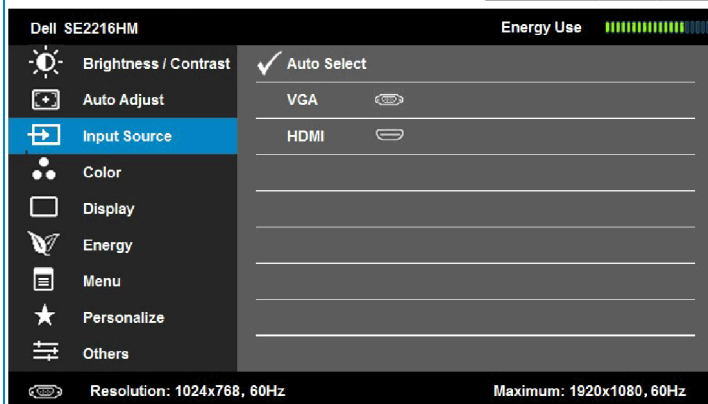 Dell SE2216HM Energy Use
Brightness / Contrast Auto Select
Auto Adjust VGA
Input Source HDMI
Color
Display
Energy
Menu
Personalize
Others
Resolution: 1024x768, 60Hz Maximum: 1920x1080, 60Hz